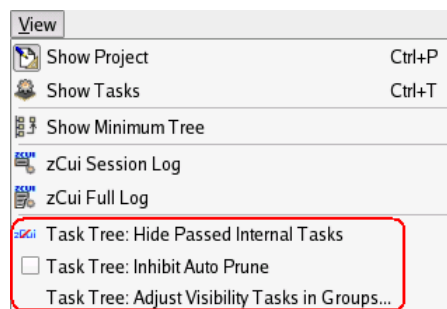 View
Show Project Ctrl+P
Show Tasks Ctrl+T
Show Minimum Tree
zCui Session Log
zCui Full Log
Task Tree: Hide Passed Internal Tasks
Task Tree: Inhibit Auto Prune
Task Tree: Adjust Visibility Tasks in Groups...